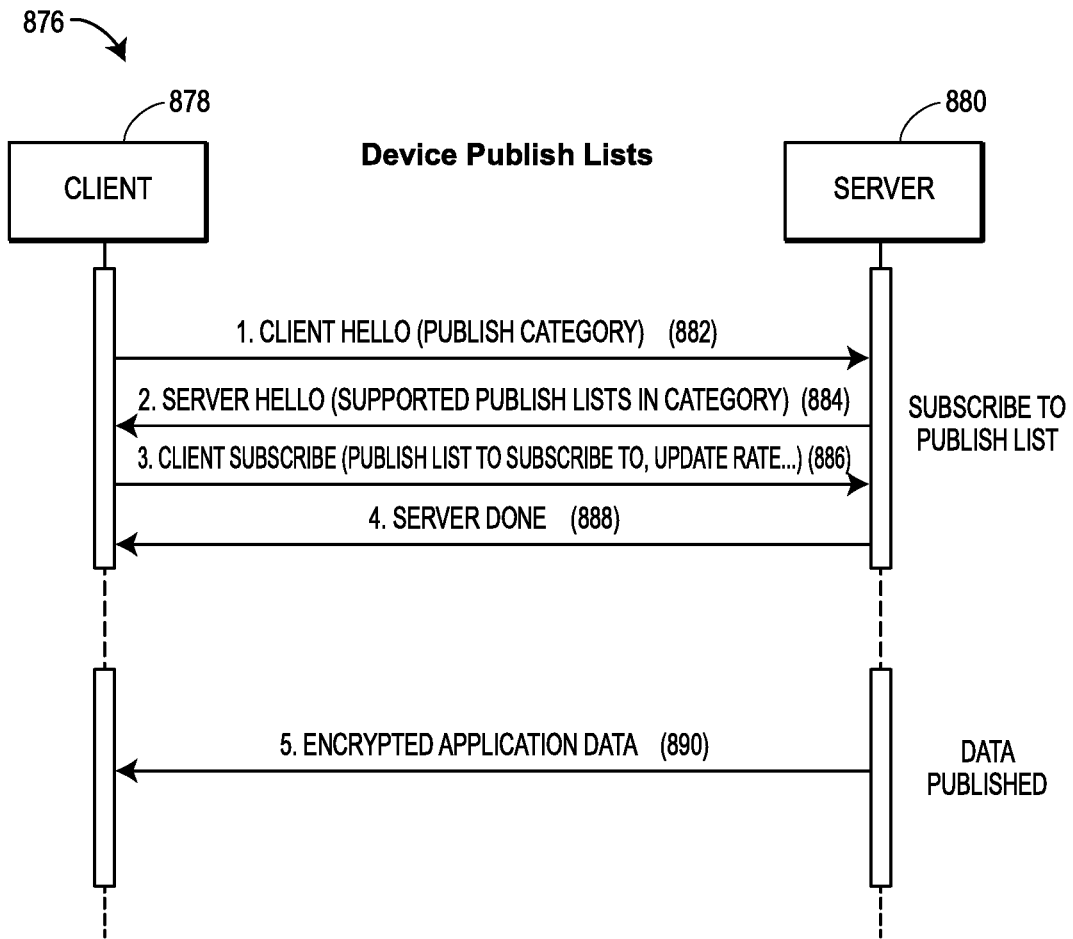 876
878
880
Device Publish Lists
CLIENT
SERVER
1. CLIENT HELLO (PUBLISH CATEGORY) (882)
2. SERVER HELLO (SUPPORTED PUBLISH LISTS IN CATEGORY) (884)
3. CLIENT SUBSCRIBE (PUBLISH LIST TO SUBSCRIBE TO, UPDATE RATE...) (886)
4. SERVER DONE (888)
SUBSCRIBE TO
PUBLISH LIST
5. ENCRYPTED APPLICATION DATA (890)
DATA
PUBLISHED